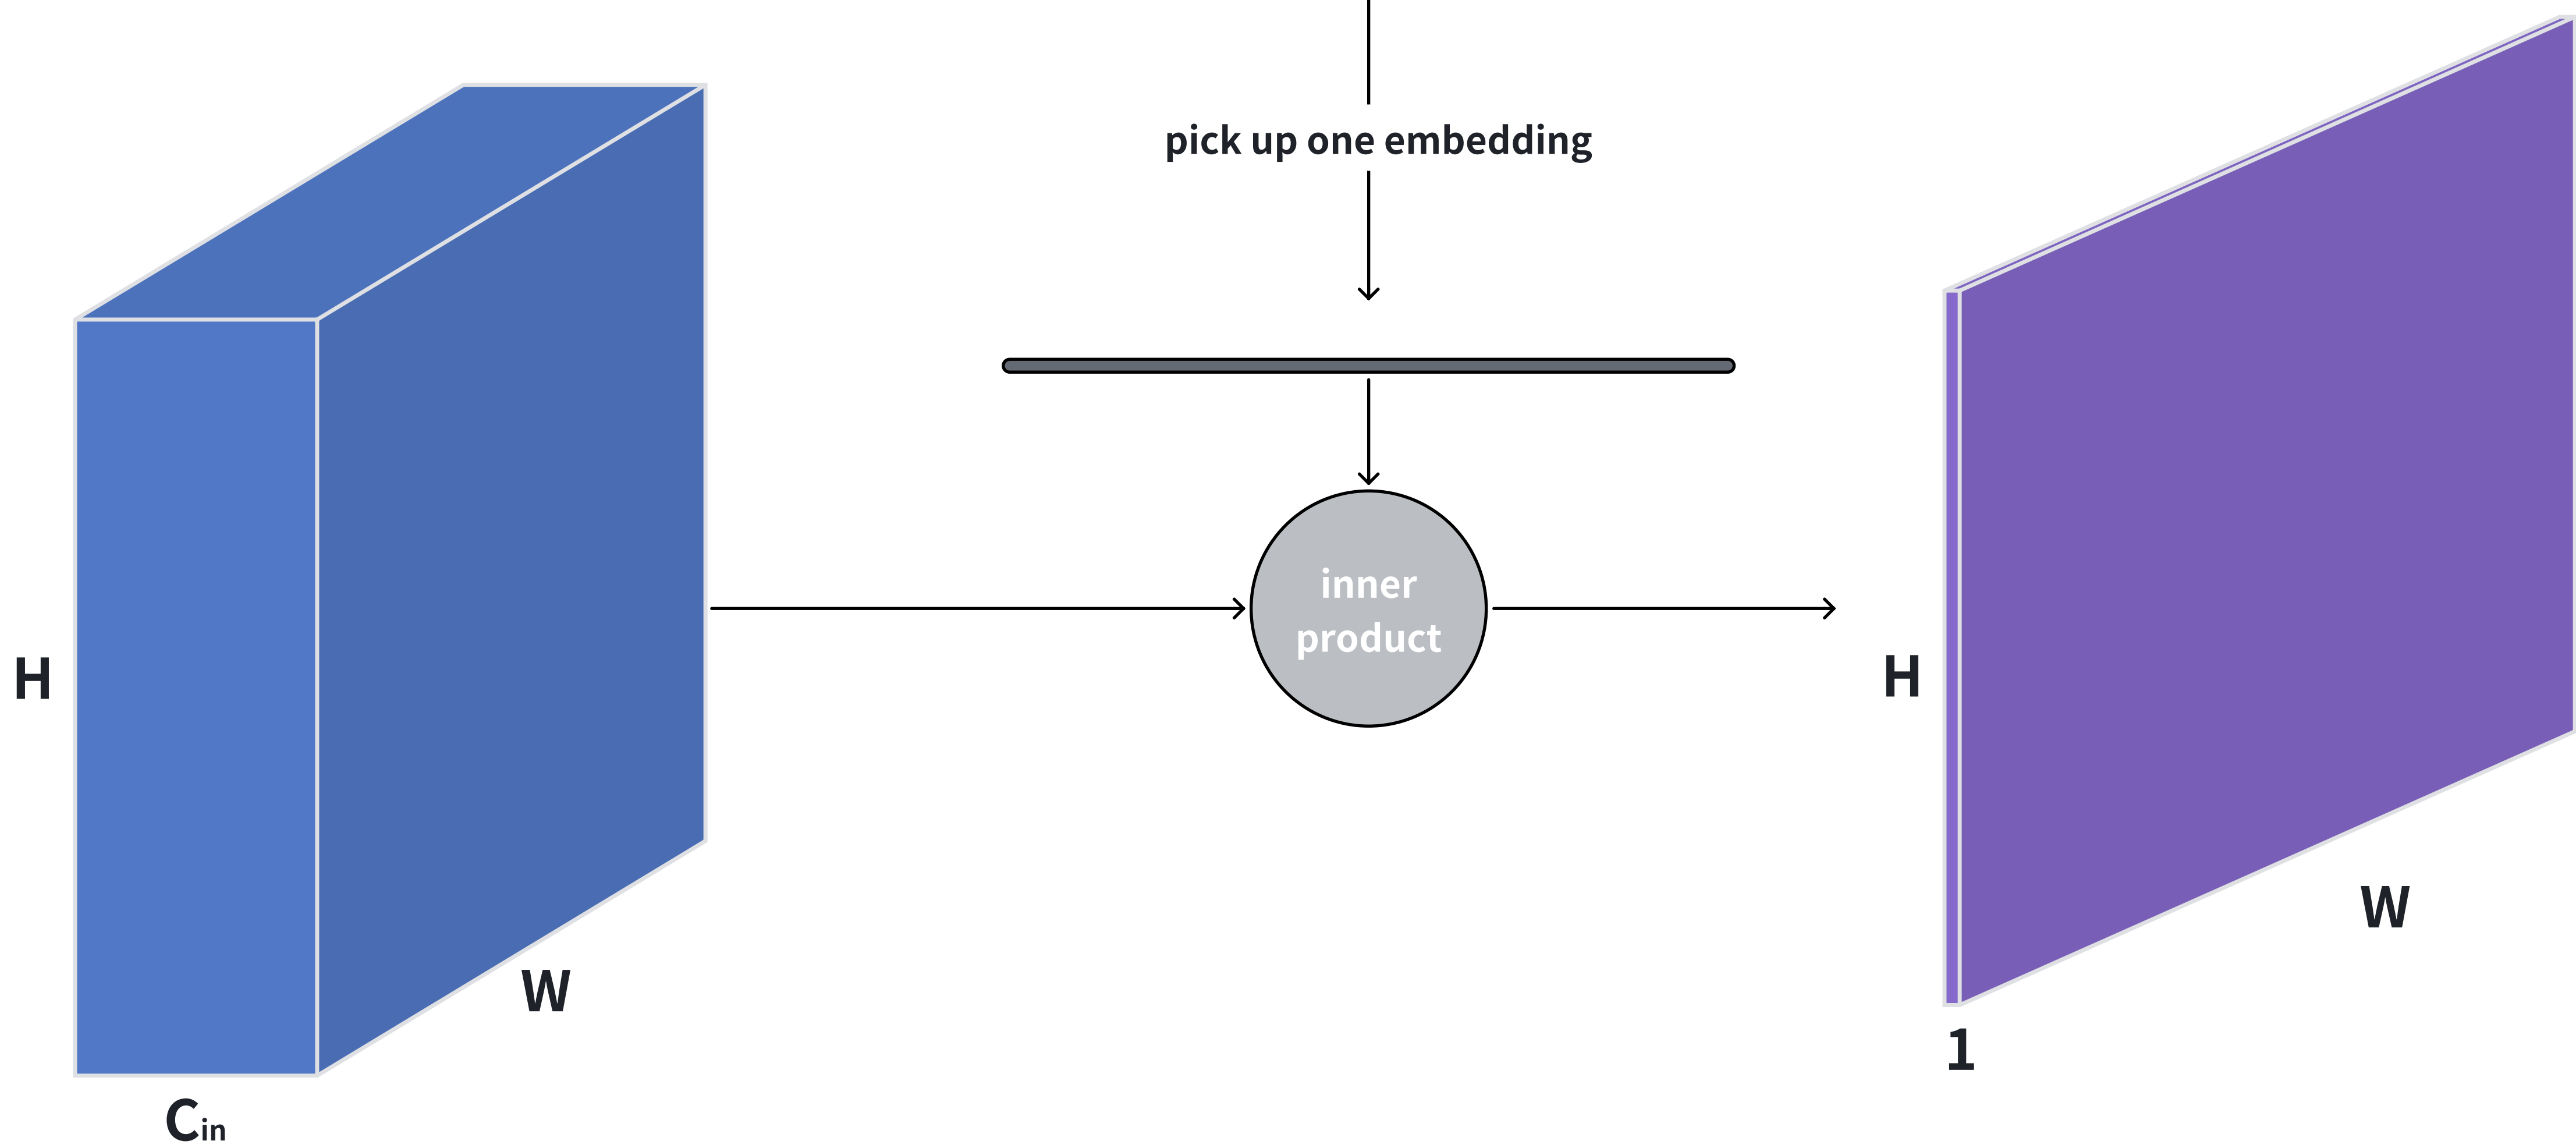 pick up one embedding
inner
product
H
W
Cin
H
W
1